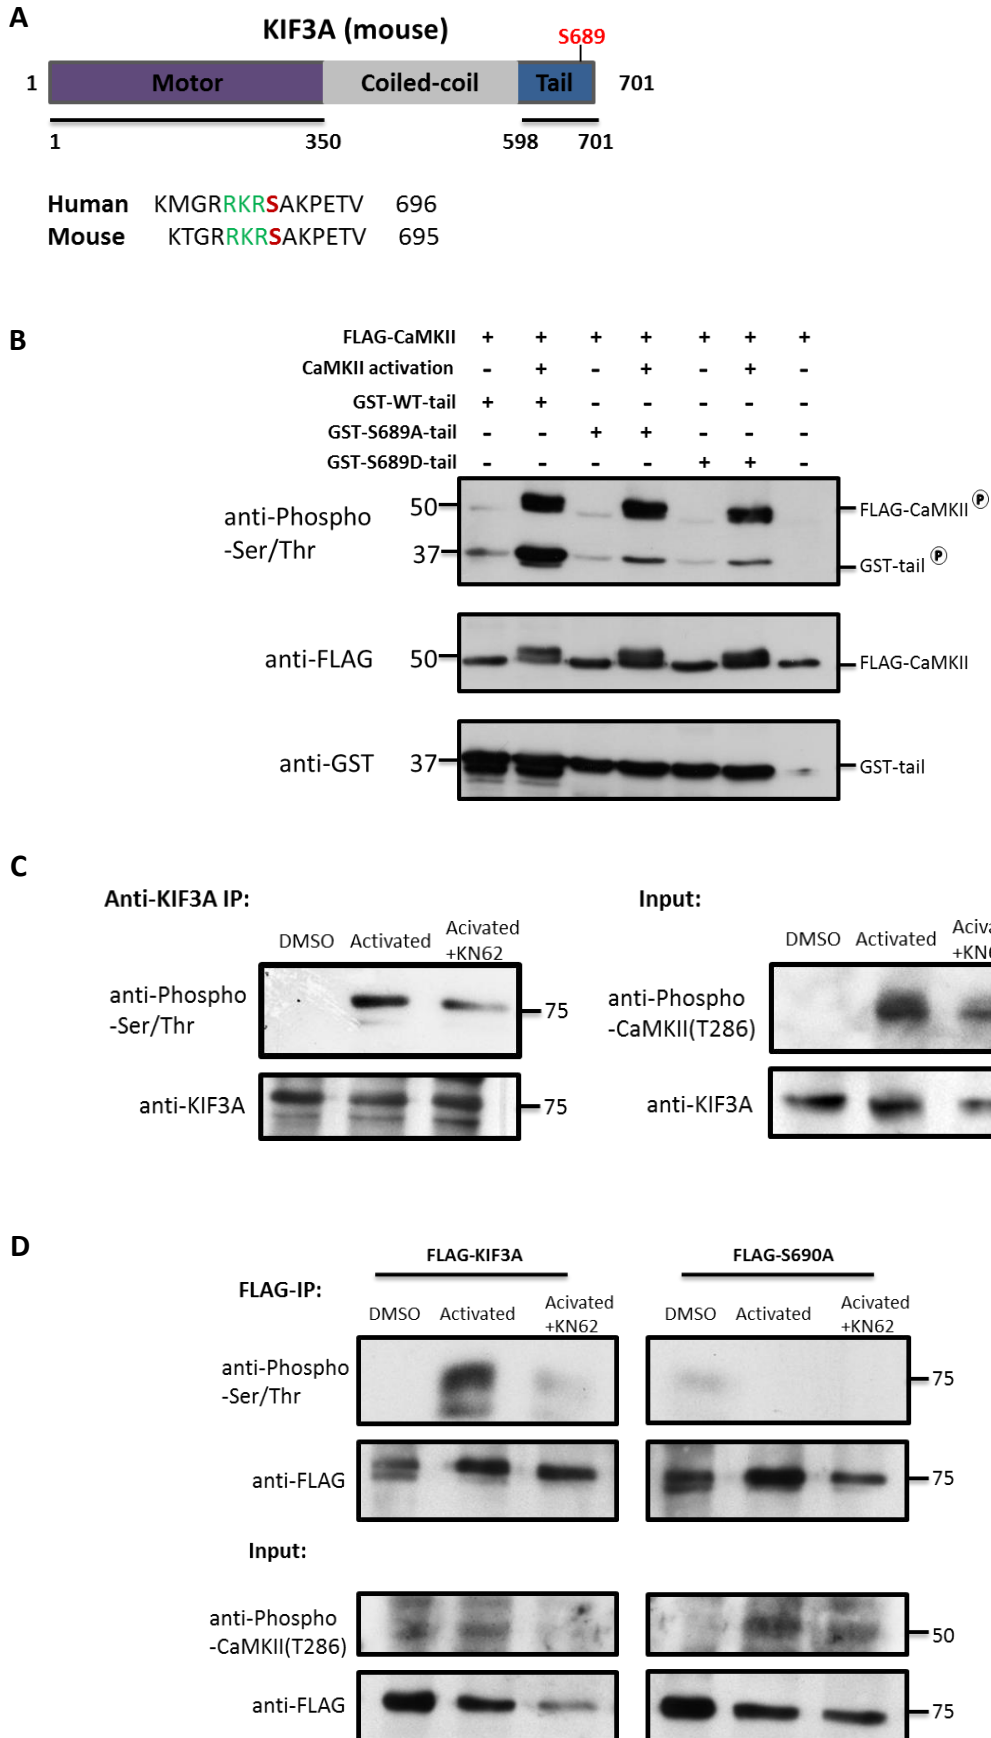 A
KIF3A (mouse)
S689
1 Motor Coiled-coil Tail 701
1 350 598 701
Human KMGRRKRSAKPETV 696
Mouse KTGRRKRSAKPETV 695
B
FLAG-CaMKII + + + + + + +
CaMKII activation - + - + - + -
GST-WT-tail + + - - - - -
GST-S689A-tail - - + + - - -
GST-S689D-tail - - - - + + -
anti-Phospho
-Ser/Thr
50
37
FLAG-CaMKII P
GST-tail P
anti-FLAG 50 FLAG-CaMKII
anti-GST 37 GST-tail
C
Anti-KIF3A IP:
DMSO Activated Acivated
+KN62
anti-Phospho
-Ser/Thr
75
anti-KIF3A 75
Input:
DMSO Activated Aciva
+KN6
anti-Phospho
-CaMKII(T286)
anti-KIF3A
D
FLAG-KIF3A FLAG-S690A
FLAG-IP:
DMSO Activated Acivated
+KN62
DMSO Activated Acivated
+KN62
anti-Phospho
-Ser/Thr
75
anti-FLAG 75
Input:
anti-Phospho
-CaMKII(T286)
50
anti-FLAG 75